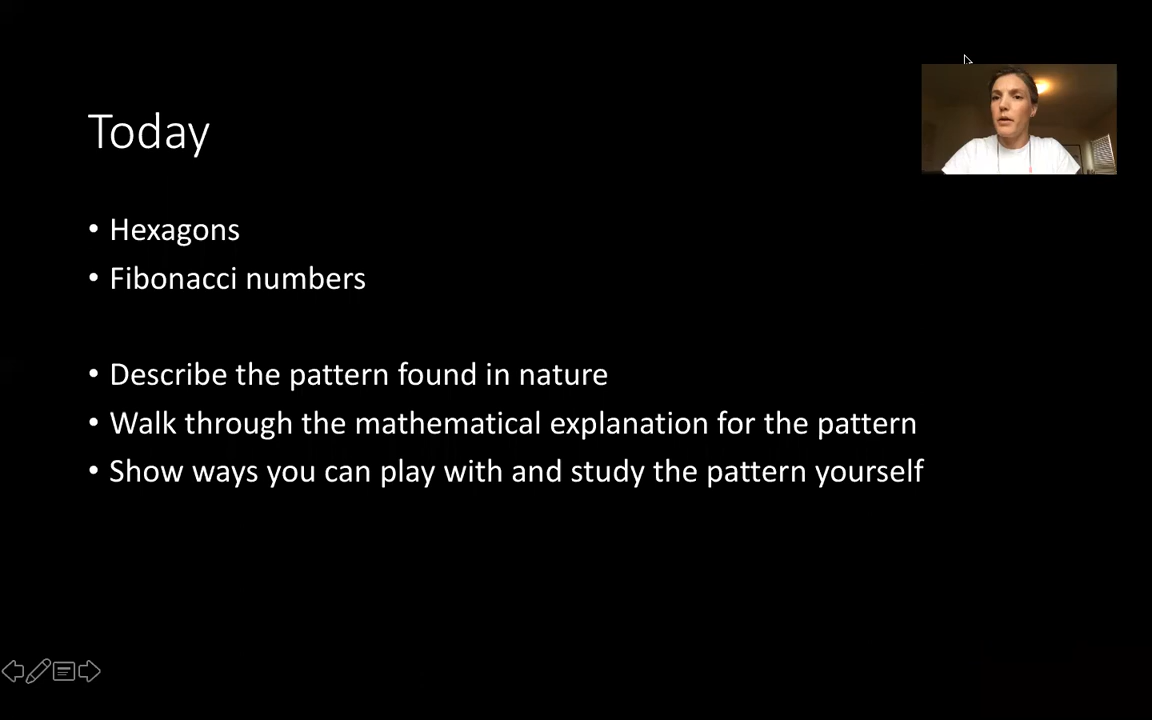 Today
• Hexagons
• Fibonacci numbers
• Describe the pattern found in nature
• Walk through the mathematical explanation for the pattern
• Show ways you can play with and study the pattern yourself